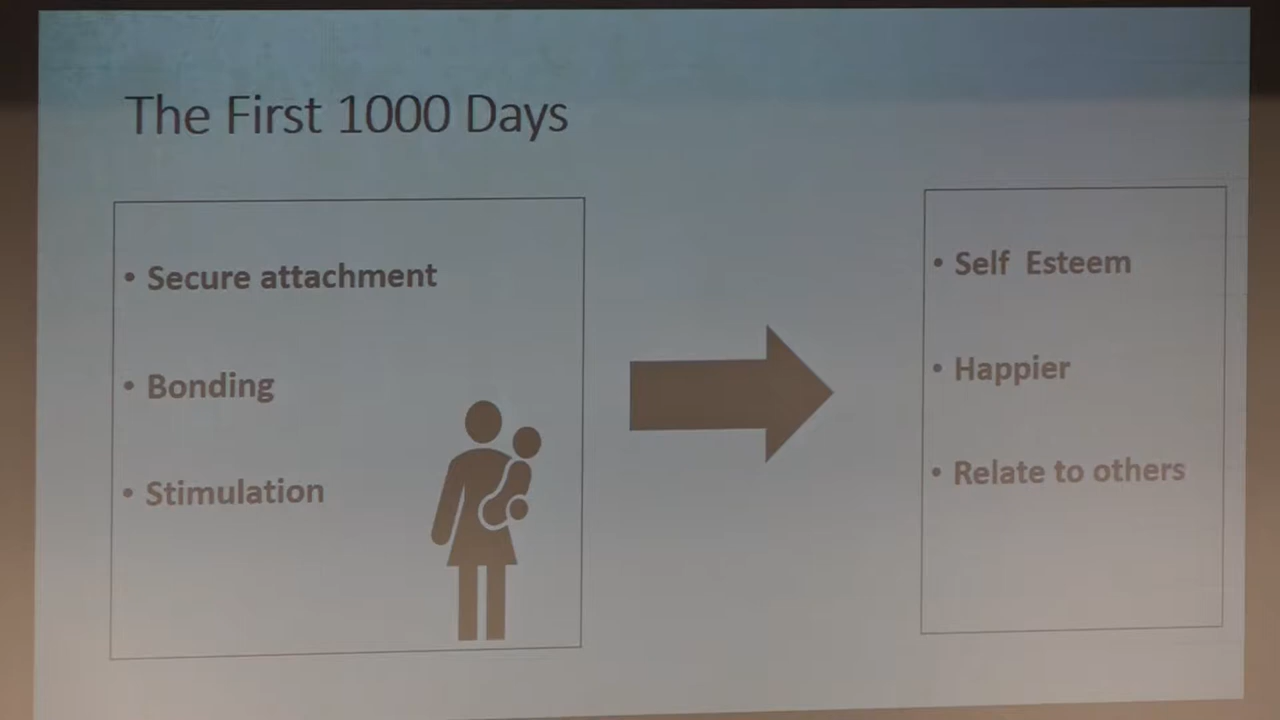 The First 1000 Days
• Secure attachment
• Bonding
• Stimulation
• Self Esteem
• Happier
• Relate to others